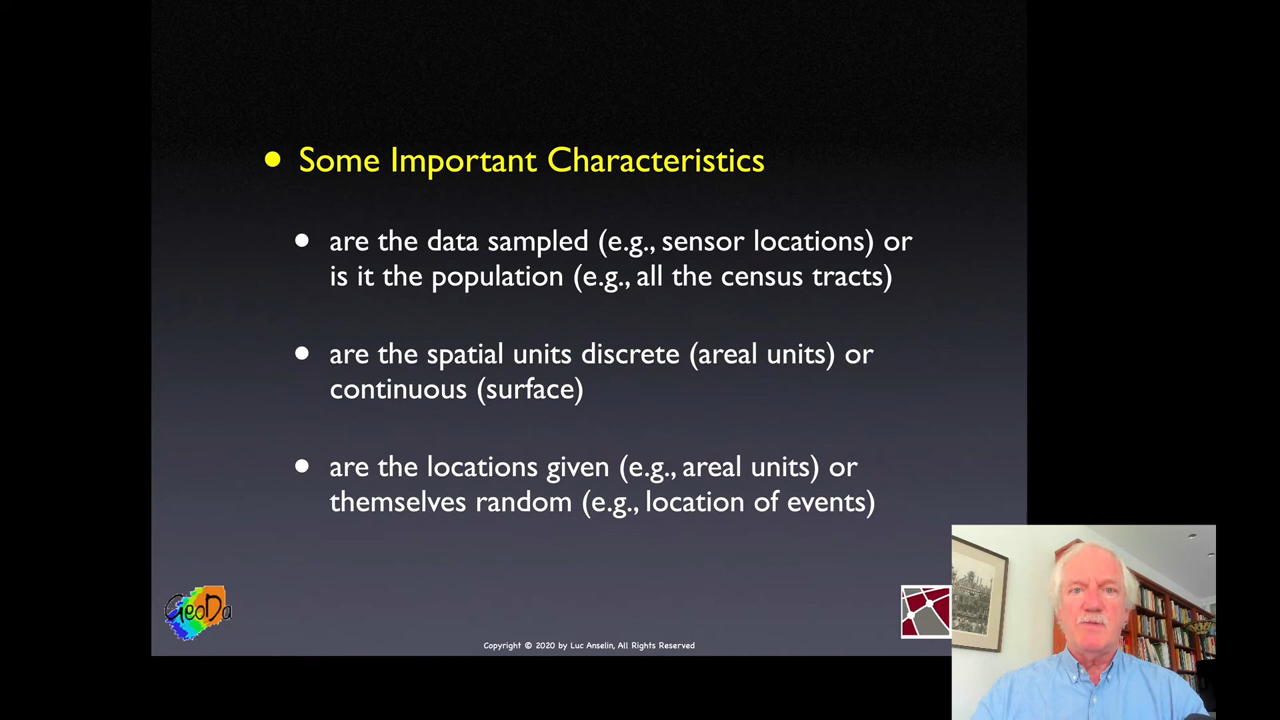 • Some Important Characteristics
• are the data sampled (e.g., sensor locations) or
is it the population (e.g., all the census tracts)
• are the spatial units discrete (areal units) or
continuous (surface)
• are the locations given (e.g., areal units) or
themselves random (e.g., location of events)
GeoDa
Copyright © 2020 by Luc Anselin, All Rights Reserved